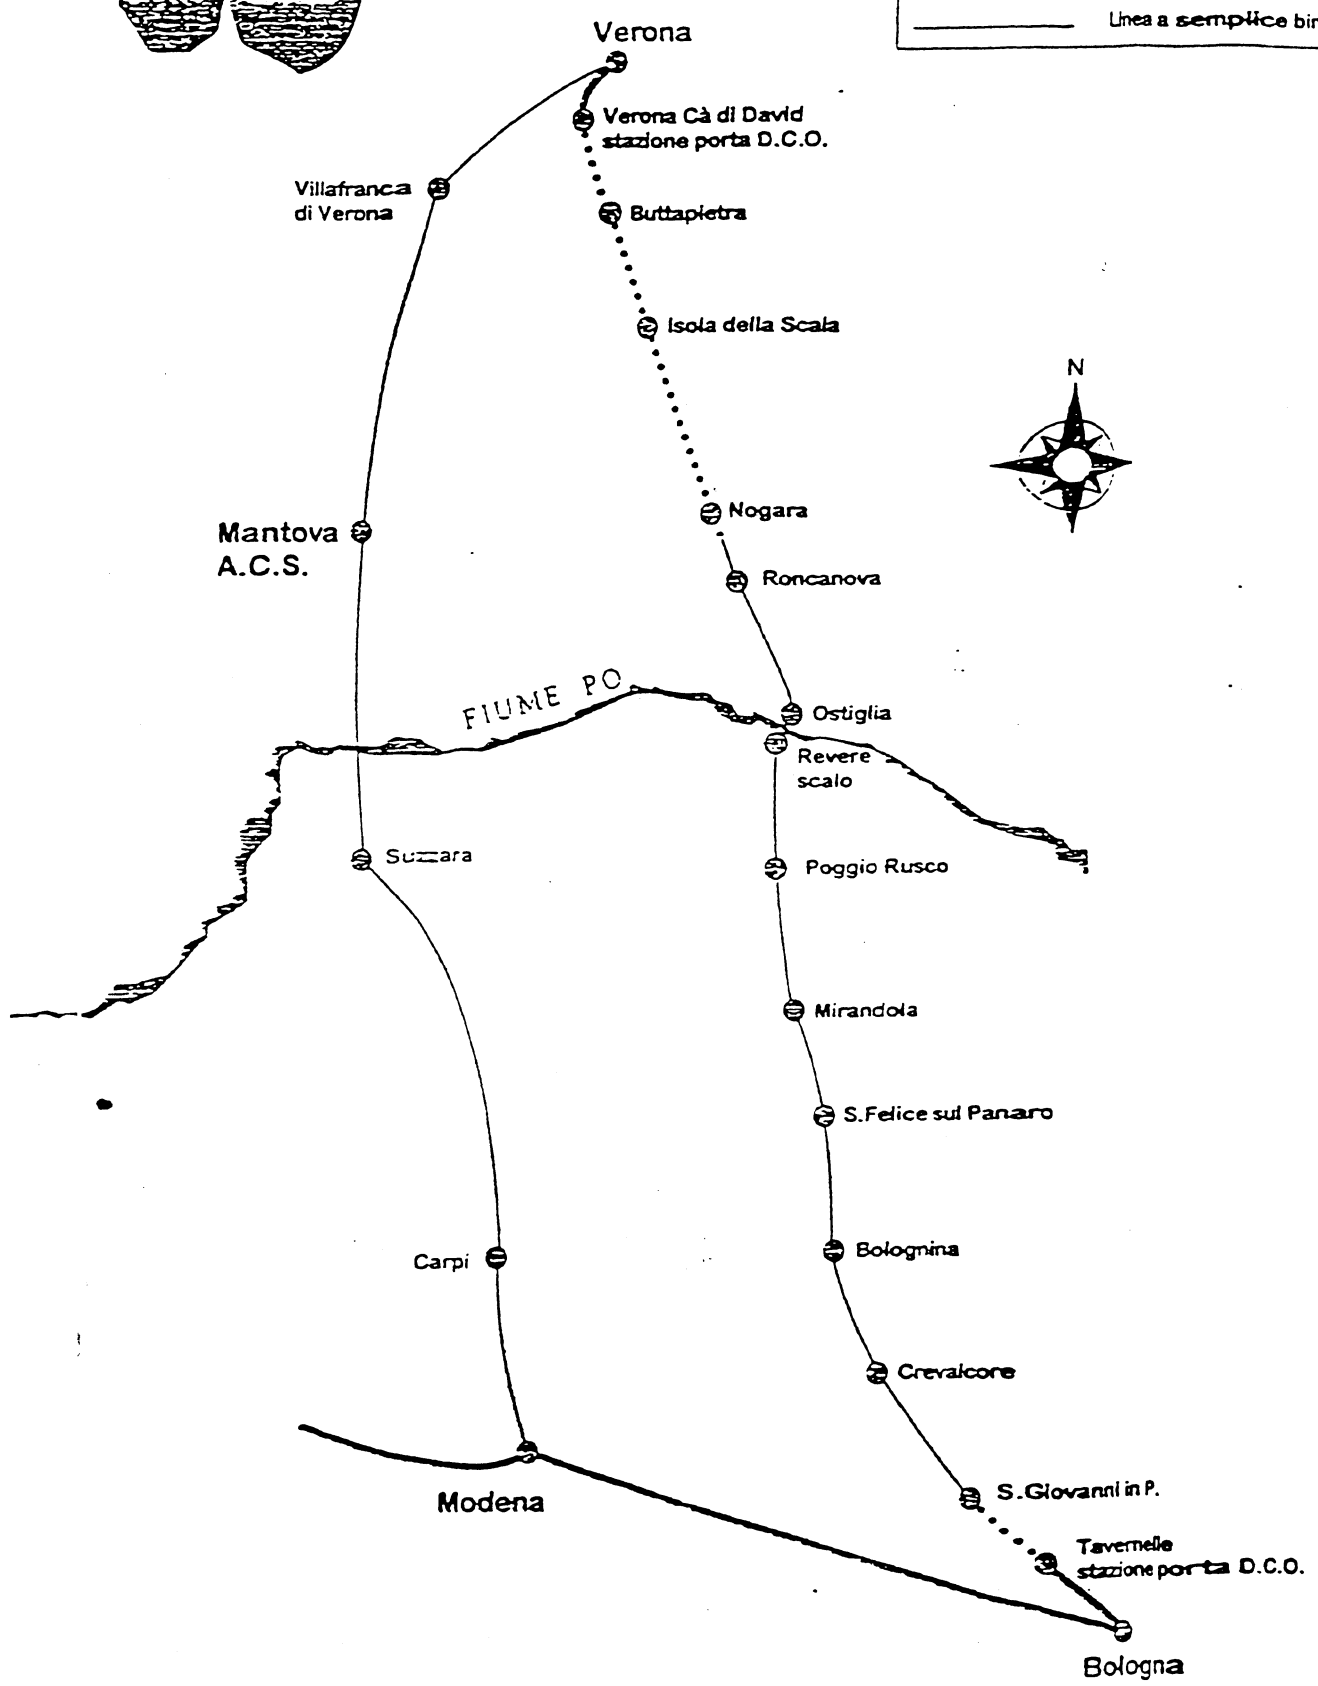 Linea a semplice
Verona
Verona Cà di David
stazione porta D.C.O.
Villafranca
di Verona
Buttapietra
Isola della Scala
N
Nogara
Mantova
A.C.S.
Roncanova
FIUME PO
Ostiglia
Revere
scalo
Suzzara
Poggio Rusco
Mirandola
S.Felice sul Panaro
Carpi
Bolognina
Crevalcore
Modena
S.Giovanni in P.
Tavernelle
stazione porta D.C.O.
Bologna